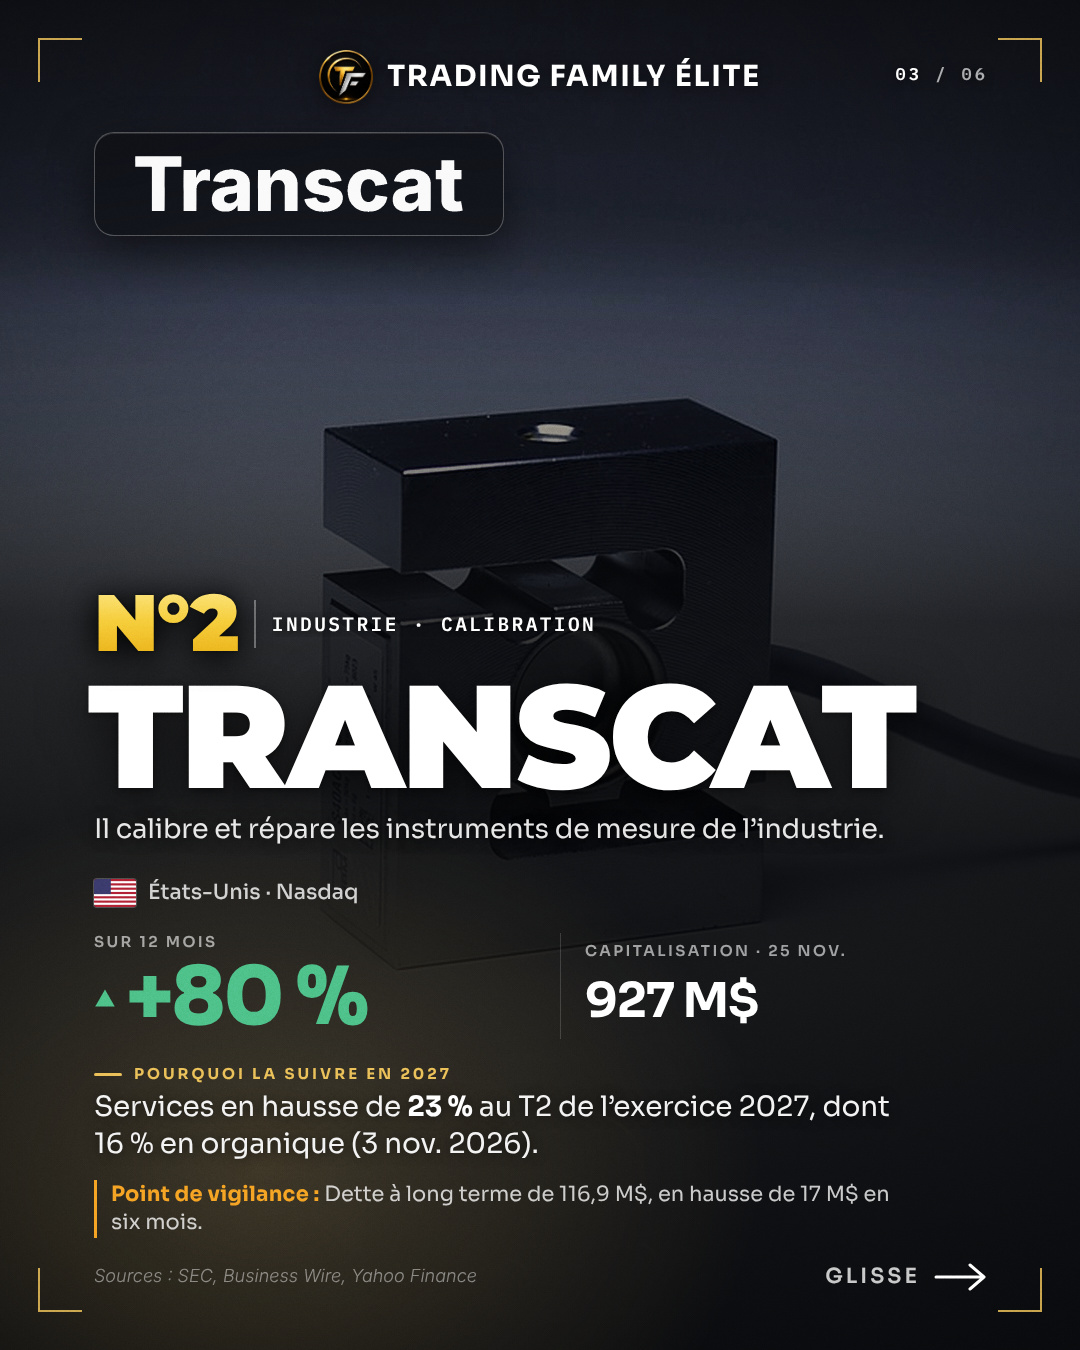 TF
TRADING FAMILY ÉLITE
03 / 06
Transcat
N°2
INDUSTRIE · CALIBRATION
TRANSCAT
Il calibre et répare les instruments de mesure de l’industrie.
États-Unis · Nasdaq
SUR 12 MOIS
▲ +80 %
CAPITALISATION · 25 NOV.
927 M$
POURQUOI LA SUIVRE EN 2027
Services en hausse de 23 % au T2 de l’exercice 2027, dont
16 % en organique (3 nov. 2026).
Point de vigilance : Dette à long terme de 116,9 M$, en hausse de 17 M$ en
six mois.
Sources : SEC, Business Wire, Yahoo Finance
GLISSE →